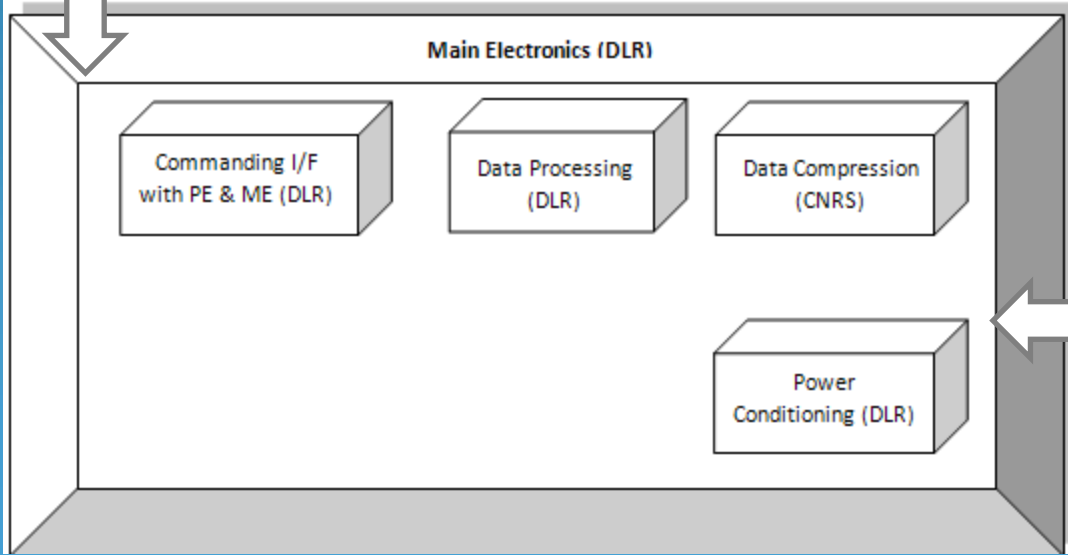 Main Electronics (DLR)
Commanding I/F
with PE & ME (DLR)
Data Processing
(DLR)
Data Compression
(CNRS)
Power
Conditioning (DLR)